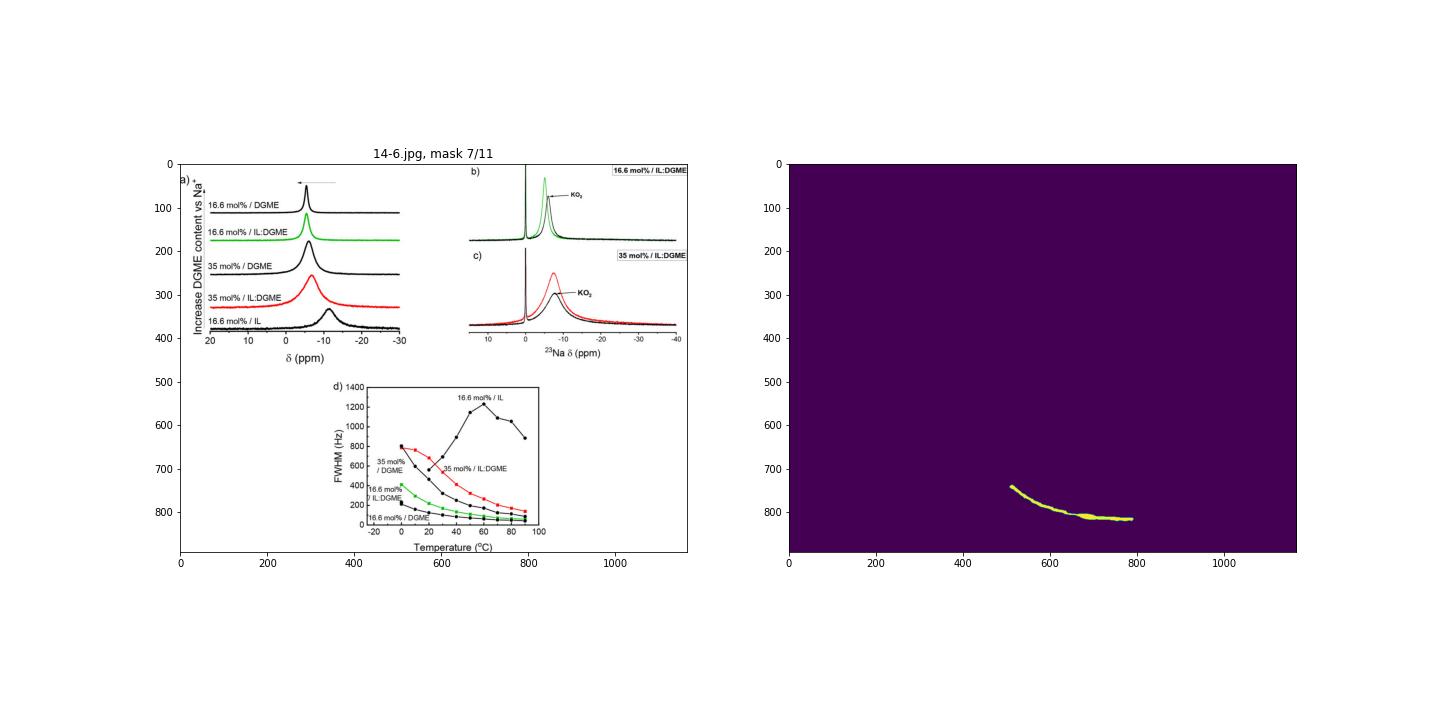 14-6.jpg, mask 7/11
0
100
200
300
400
500
600
700
800
0 200 400 600 800 1000
a) +
Increase DGME content vs Na
16.6 mol% / DGME
16.6 mol% / IL:DGME
35 mol% / DGME
35 mol% / IL:DGME
16.6 mol% / IL
20 10 0 -10 -20 -30
δ (ppm)
b)
16.6 mol% / IL:DGME
KO2
c)
35 mol% / IL:DGME
KO2
10 0 -10 -20 -30 -40
23Na δ (ppm)
d)
1400
1200
1000
800
600
400
200
0
FWHM (Hz)
16.6 mol% / IL
35 mol%
/ DGME
35 mol% / IL:DGME
16.6 mol%
/ IL:DGME
16.6 mol% / DGME
-20 0 20 40 60 80 100
Temperature (°C)
0
100
200
300
400
500
600
700
800
0 200 400 600 800 1000